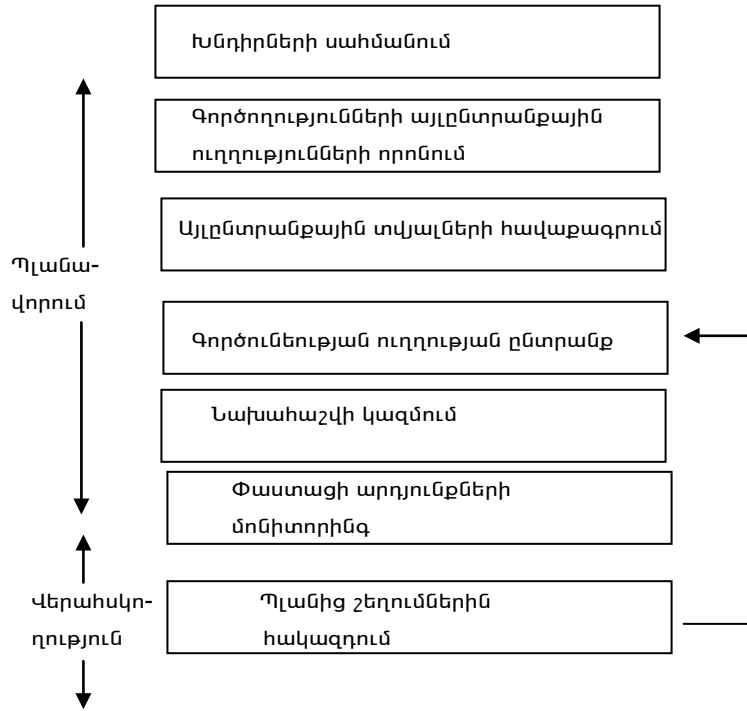 Խնդիրների սահմանում
Գործողությունների այլընտրանքային
ուղղությունների որոնում
Այլընտրանքային տվյալների հավաքագրում
Պլանա-
վորում
Գործունեության ուղղության ընտրանք
Նախահաշվի կազմում
Փաստացի արդյունքների
մոնիտորինգ
Վերահսկո-
ղություն
Պլանից շեղումներին
հակազդում